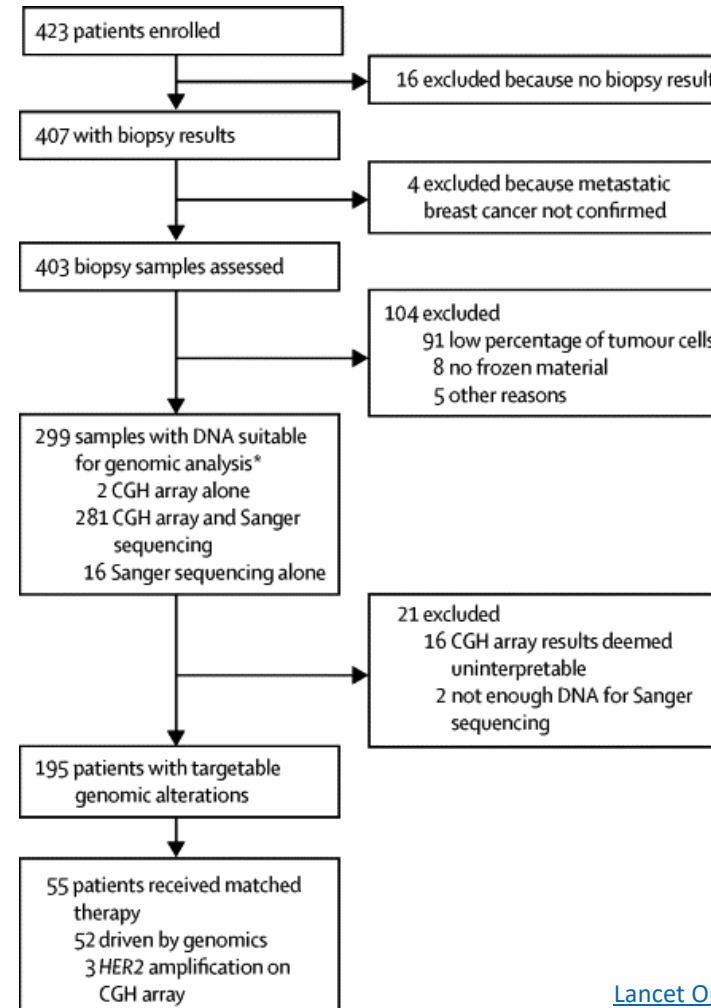 423 patients enrolled
16 excluded because no biopsy result
407 with biopsy results
4 excluded because metastatic
breast cancer not confirmed
403 biopsy samples assessed
104 excluded
91 low percentage of tumour cells
8 no frozen material
5 other reasons
299 samples with DNA suitable
for genomic analysis*
2 CGH array alone
281 CGH array and Sanger
sequencing
16 Sanger sequencing alone
21 excluded
16 CGH array results deemed
uninterpretable
2 not enough DNA for Sanger
sequencing
195 patients with targetable
genomic alterations
55 patients received matched
therapy
52 driven by genomics
3 HER2 amplification on
CGH array
Lancet O